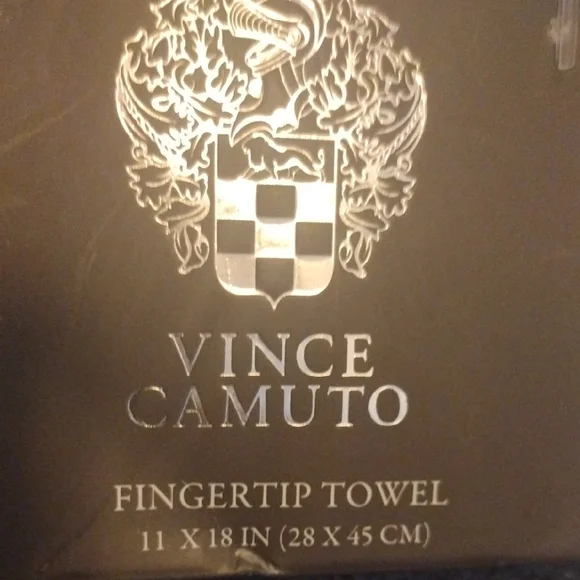 VINCE
CAMUTO
FINGERTIP TOWEL
11 X 18 IN (28 X 45 CM)